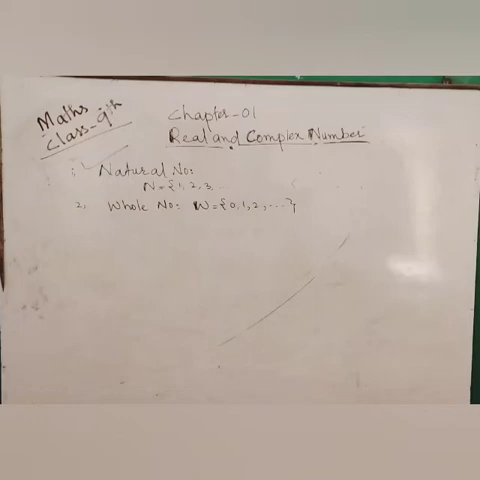 Maths
Class-9th
Chapter-01
Real and Complex Number
1, Natural No:
N={1,2,3,..
2, Whole No: W={0,1,2,...}